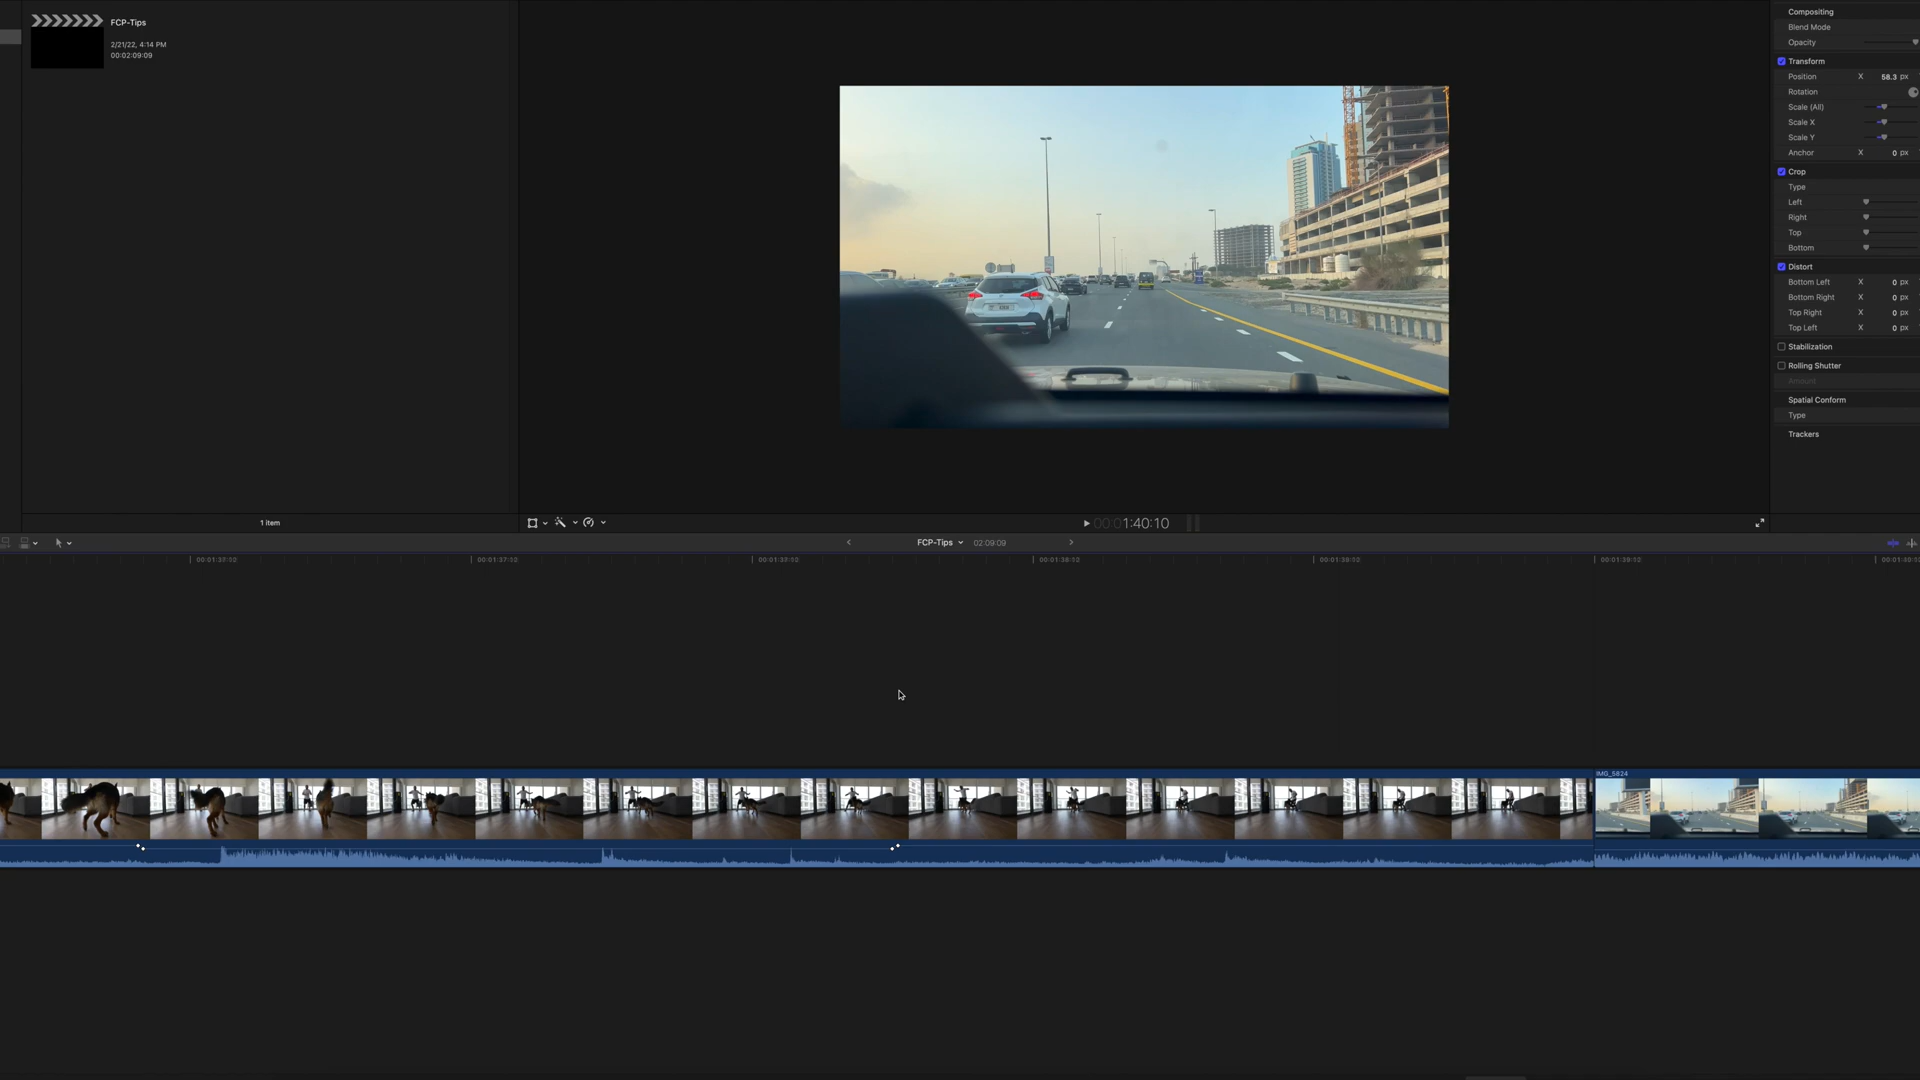 FCP-Tips
2/21/22, 4:14 PM
00:02:09:09
1 item
Compositing
Blend Mode
Opacity
Transform
Position X 58.3 px
Rotation
Scale (All)
Scale X
Scale Y
Anchor X 0 px
Crop
Type
Left
Right
Top
Bottom
Distort
Bottom Left X 0 px
Bottom Right X 0 px
Top Right X 0 px
Top Left X 0 px
Stabilization
Rolling Shutter
Amount
Spatial Conform
Type
Trackers
00:01:40:10
FCP-Tips 02:09:09
IMG_5824